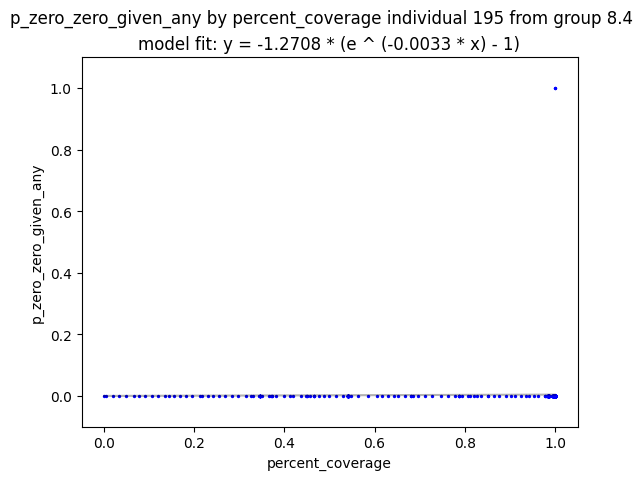 p_zero_zero_given_any by percent_coverage individual 195 from group 8.4
model fit: y = -1.2708 * (e ^ (-0.0033 * x) - 1)
1.0
0.8
0.6
0.4
0.2
0.0
p_zero_zero_given_any
0.0 0.2 0.4 0.6 0.8 1.0
percent_coverage